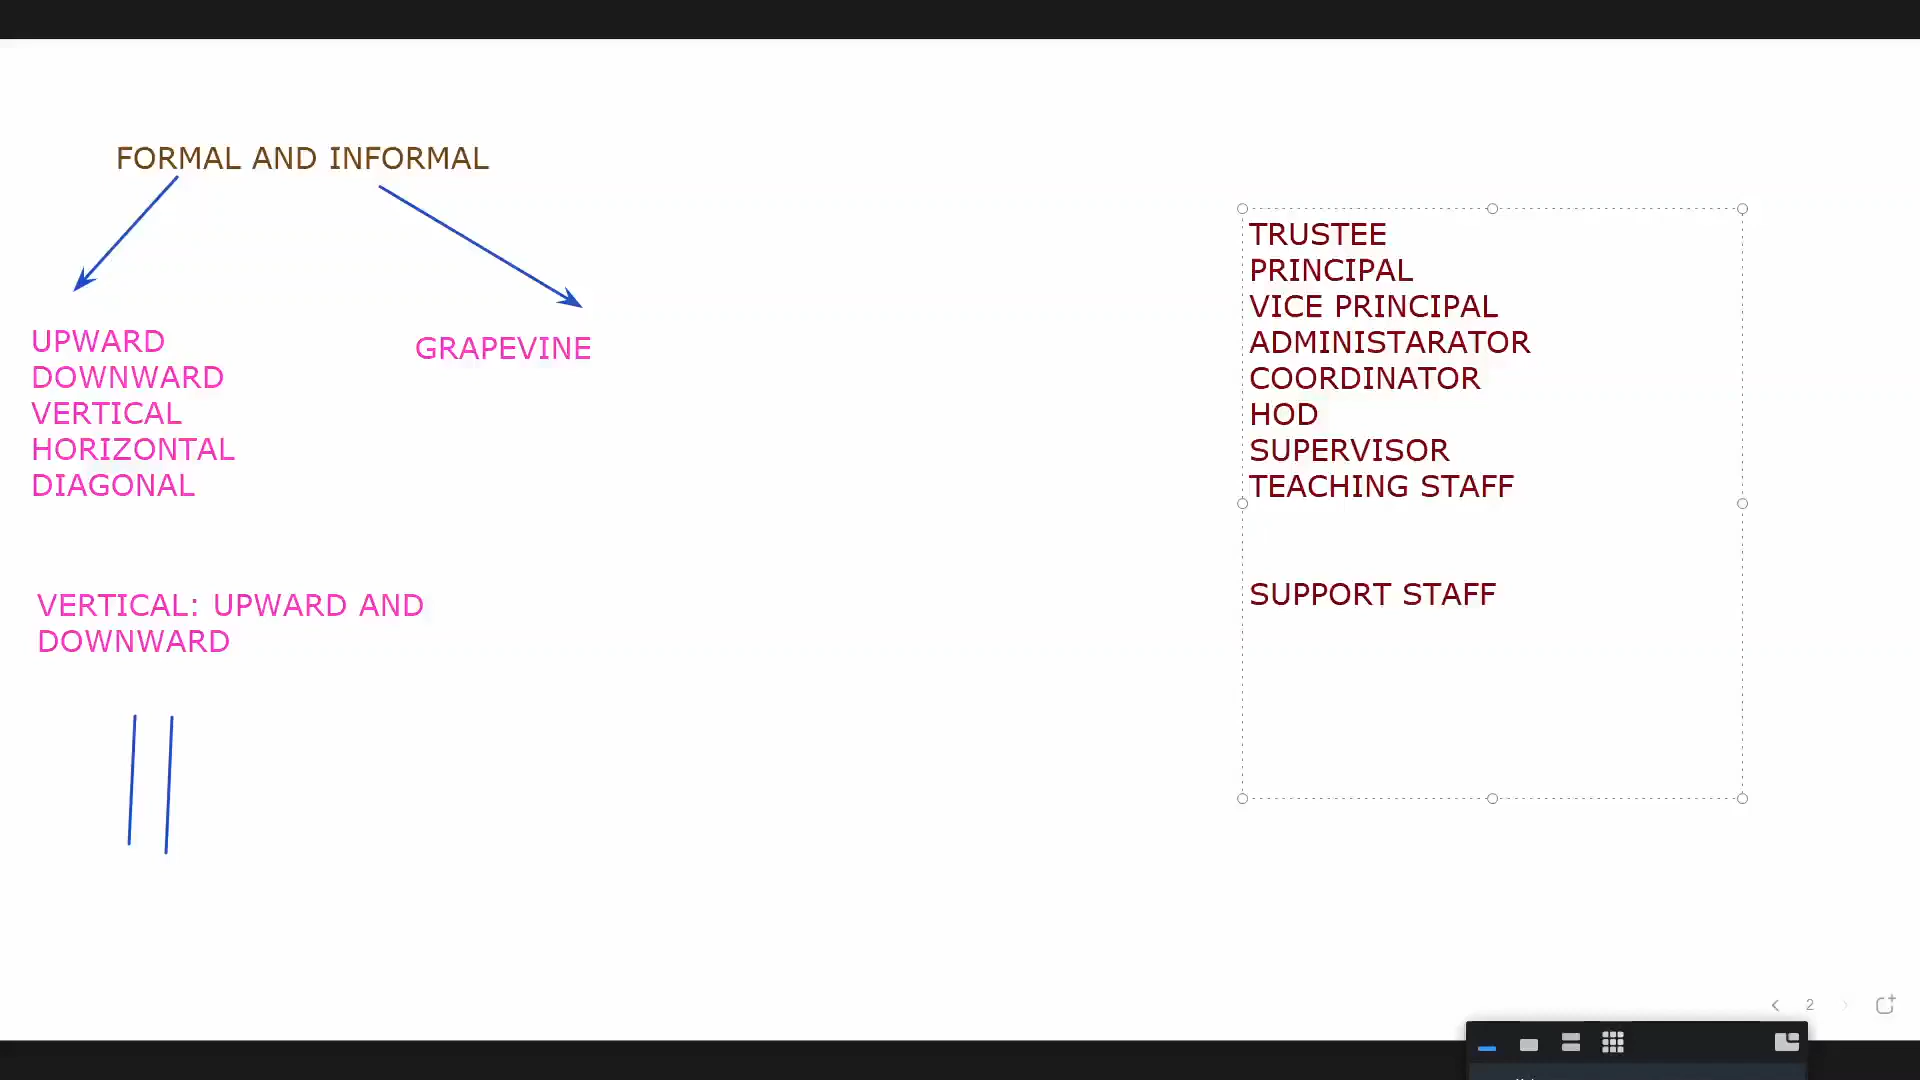 FORMAL AND INFORMAL
UPWARD
DOWNWARD
VERTICAL
HORIZONTAL
DIAGONAL
GRAPEVINE
VERTICAL: UPWARD AND
DOWNWARD
TRUSTEE
PRINCIPAL
VICE PRINCIPAL
ADMINISTARATOR
COORDINATOR
HOD
SUPERVISOR
TEACHING STAFF
SUPPORT STAFF
2